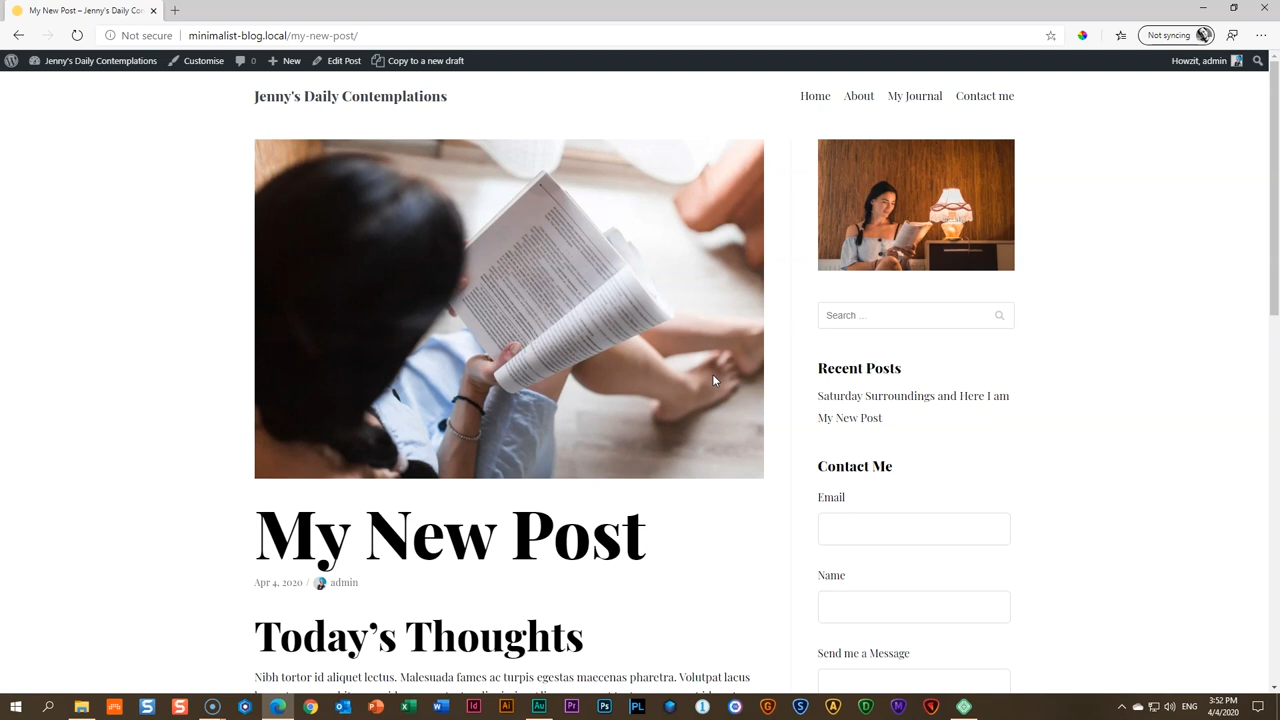 My New Post – Jenny's Daily Co
Not secure
minimalist-blog.local/my-new-post/
Not syncing
Jenny's Daily Contemplations
Customise
0
New
Edit Post
Copy to a new draft
Howzit, admin
Jenny's Daily Contemplations
Home
About
My Journal
Contact me
My New Post
Apr 4, 2020 / admin
Today's Thoughts
Nibh tortor id aliquet lectus. Malesuada fames ac turpis egestas maecenas pharetra. Volutpat lacus
Search …
Recent Posts
Saturday Surroundings and Here I am
My New Post
Contact Me
Email
Name
Send me a Message
ENG
3:52 PM
4/4/2020